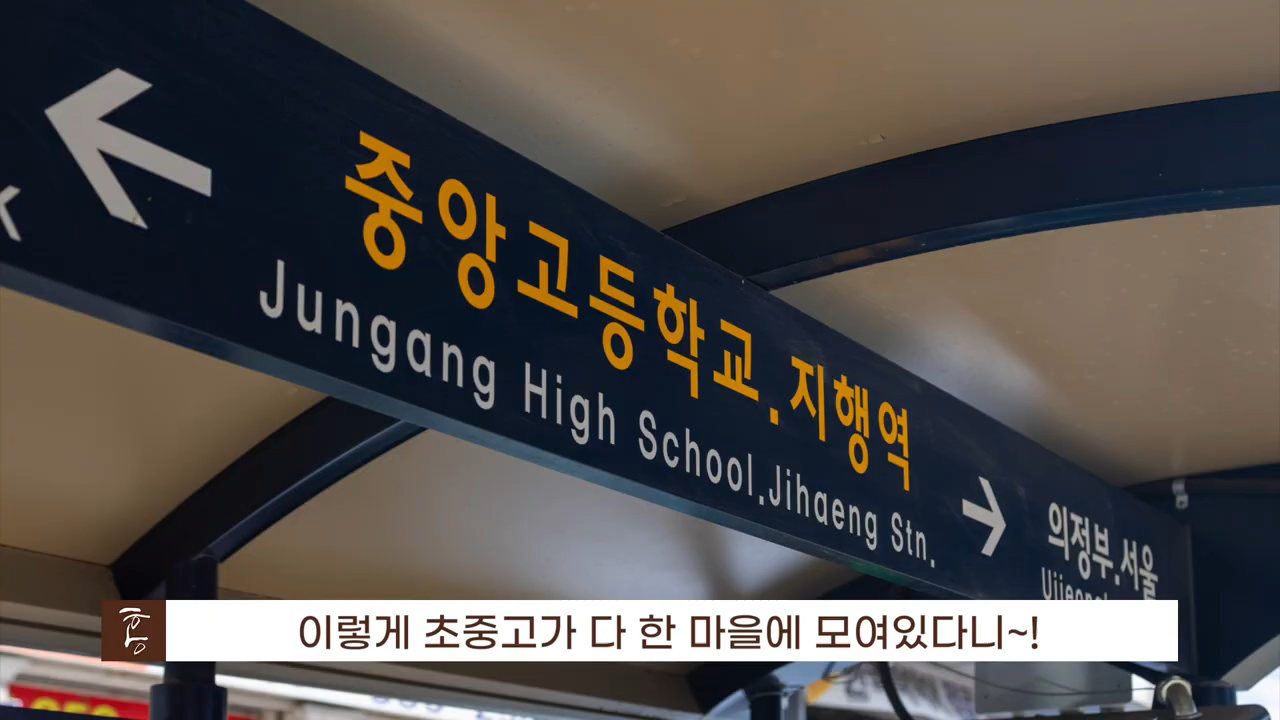 중앙고등학교.지행역
Jungang High School.Jihaeng Stn.
의정부.서울
이렇게 초중고가 다 한 마을에 모여있다니~!